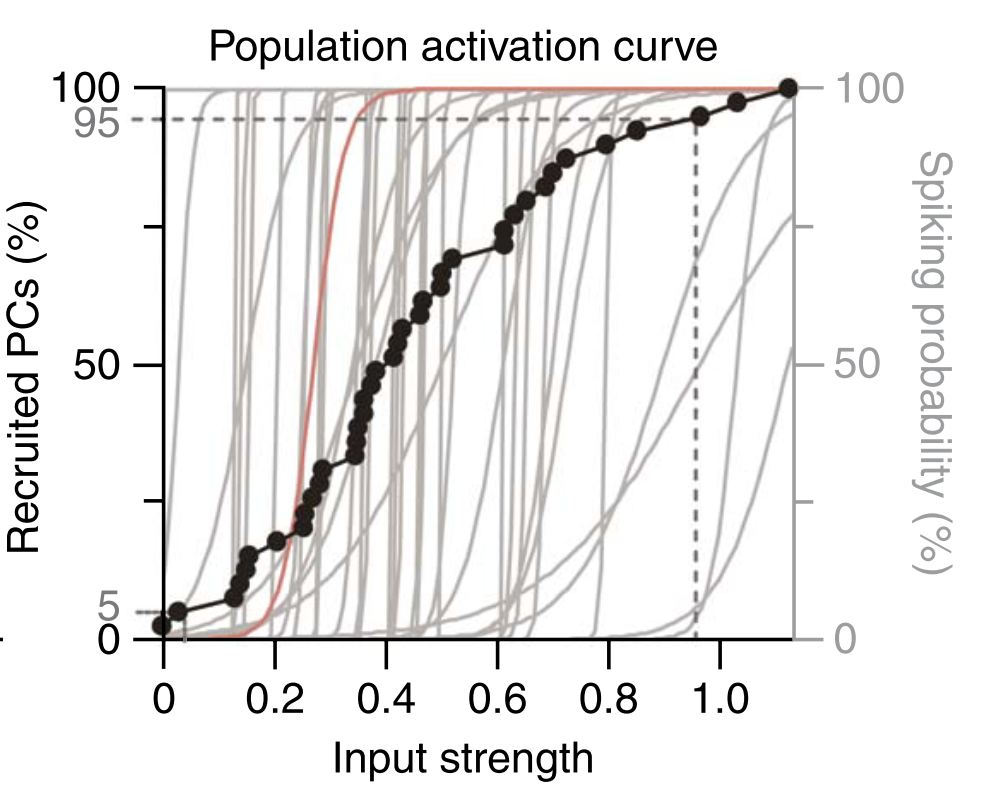 Population activation curve
100
95
50
5
0
Recruited PCs (%)
100
50
0
Spiking probability (%)
0 0.2 0.4 0.6 0.8 1.0
Input strength